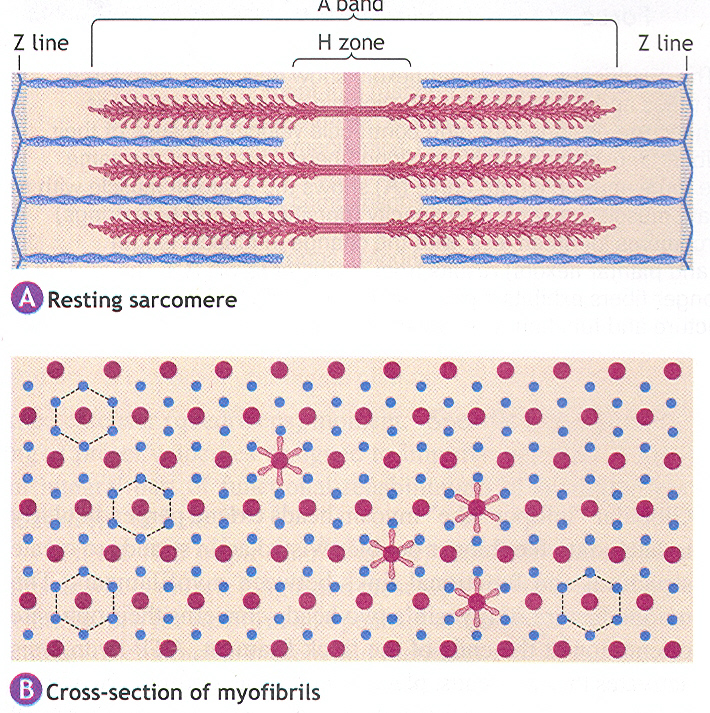 A band
Z line
H zone
Z line
A Resting sarcomere
B Cross-section of myofibrils